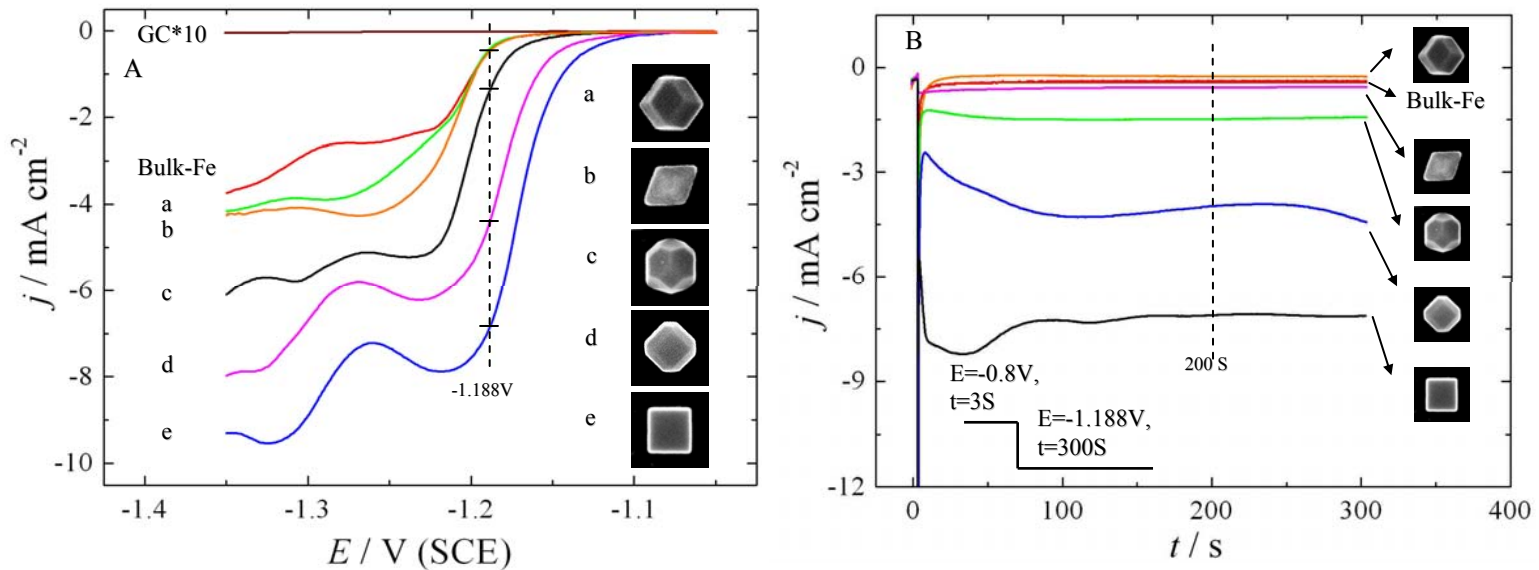 GC*10
A
0
-2
-4
-6
-8
-10
j / mA cm-2
Bulk-Fe
a
b
c
d
e
-1.188V
a
b
c
d
e
-1.4
-1.3
-1.2
-1.1
E / V (SCE)
B
0
-3
-6
-9
-12
j / mA cm-2
Bulk-Fe
200 S
E=-0.8V,
t=3S
E=-1.188V,
t=300S
0
100
200
300
400
t / s